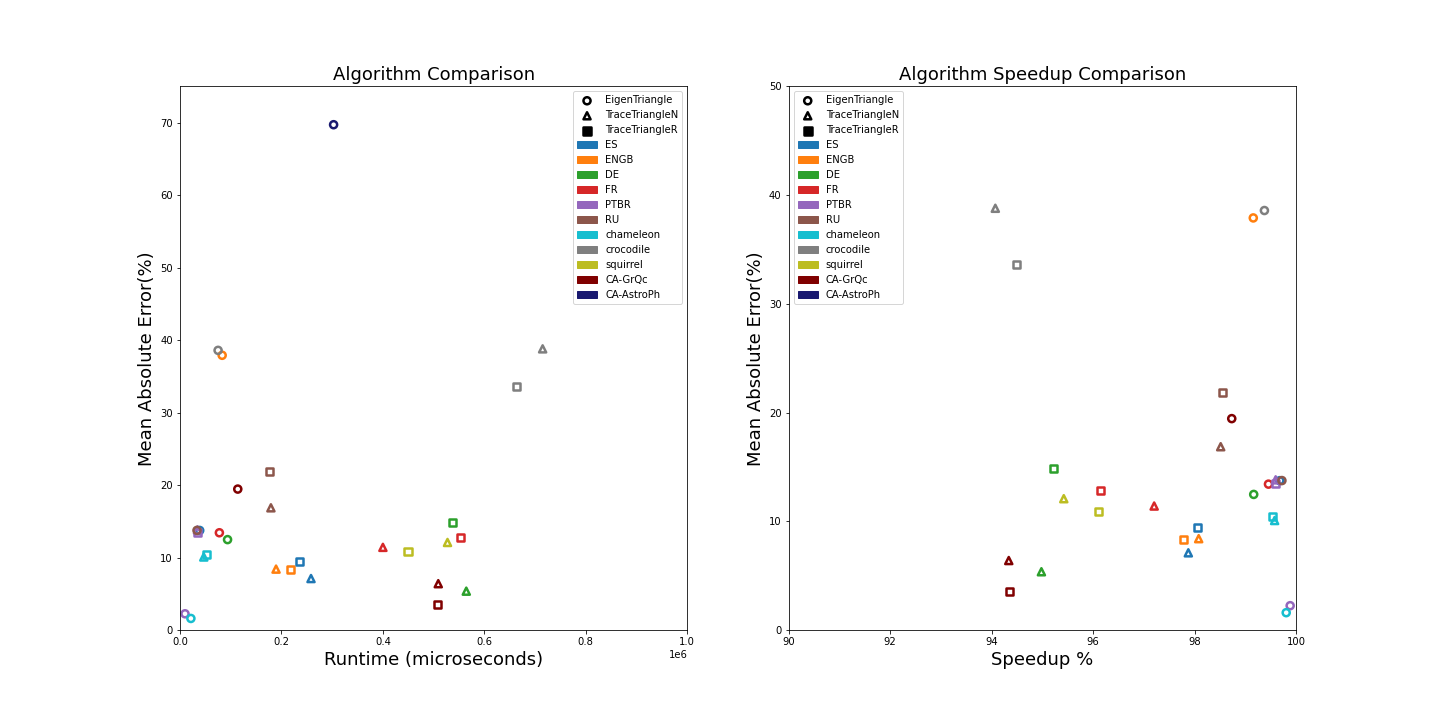 Algorithm Comparison
Mean Absolute Error(%)
70
60
50
40
30
20
10
0
0.0 0.2 0.4 0.6 0.8 1.0
1e6
Runtime (microseconds)
EigenTriangle
TraceTriangleN
TraceTriangleR
ES
ENGB
DE
FR
PTBR
RU
chameleon
crocodile
squirrel
CA-GrQc
CA-AstroPh
Algorithm Speedup Comparison
Mean Absolute Error(%)
50
40
30
20
10
0
90 92 94 96 98 100
Speedup %
EigenTriangle
TraceTriangleN
TraceTriangleR
ES
ENGB
DE
FR
PTBR
RU
chameleon
crocodile
squirrel
CA-GrQc
CA-AstroPh